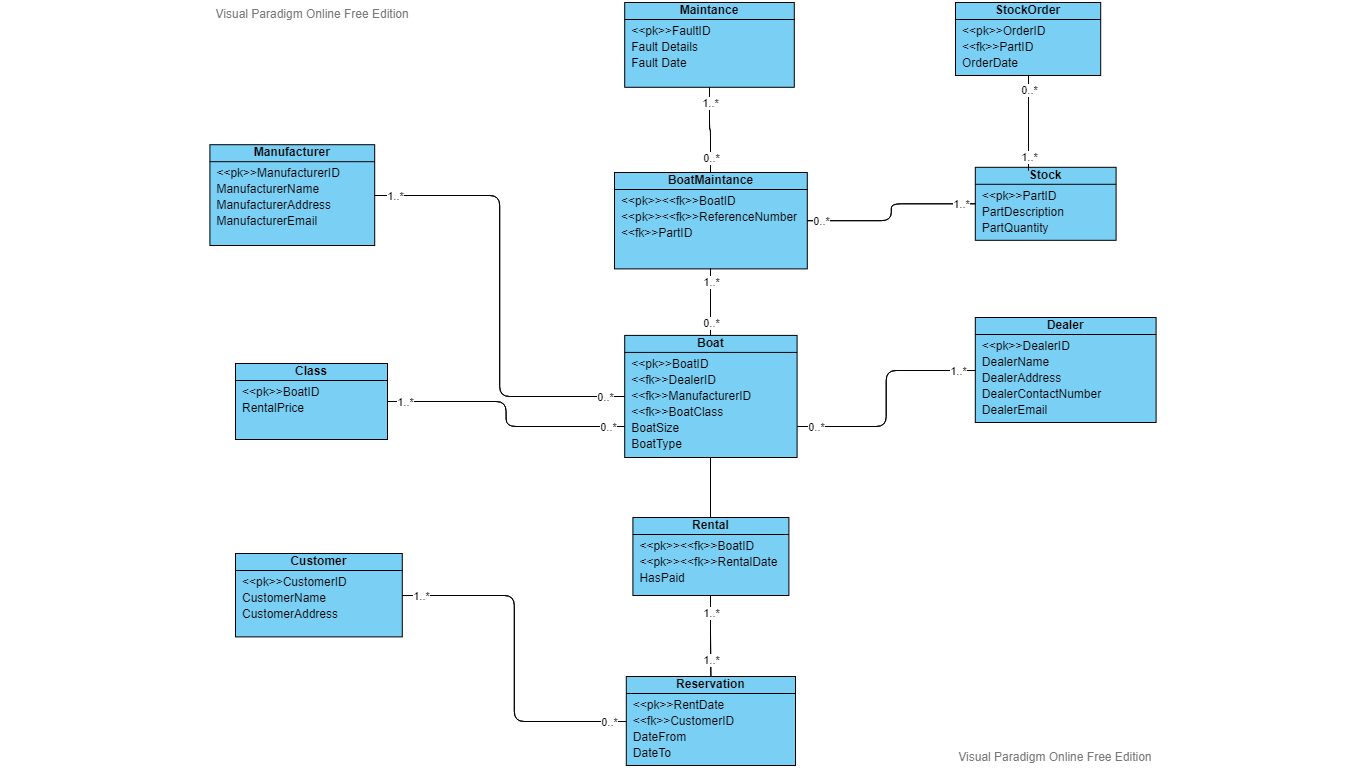 Visual Paradigm Online Free Edition
Maintance
<<pk>>FaultID
Fault Details
Fault Date
StockOrder
<<pk>>OrderID
<<fk>>PartID
OrderDate
1..*
0..*
0..*
1..*
Manufacturer
<<pk>>ManufacturerID
ManufacturerName
ManufacturerAddress
ManufacturerEmail
1..*
BoatMaintance
<<pk>><<fk>>BoatID
<<pk>><<fk>>ReferenceNumber
<<fk>>PartID
0..*
1..*
Stock
<<pk>>PartID
PartDescription
PartQuantity
1..*
0..*
Boat
<<pk>>BoatID
<<fk>>DealerID
<<fk>>ManufacturerID
<<fk>>BoatClass
BoatSize
BoatType
0..*
0..*
0..*
1..*
Dealer
<<pk>>DealerID
DealerName
DealerAddress
DealerContactNumber
DealerEmail
Class
<<pk>>BoatID
RentalPrice
1..*
Rental
<<pk>><<fk>>BoatID
<<pk>><<fk>>RentalDate
HasPaid
Customer
<<pk>>CustomerID
CustomerName
CustomerAddress
1..*
1..*
1..*
Reservation
<<pk>>RentDate
<<fk>>CustomerID
DateFrom
DateTo
0..*
Visual Paradigm Online Free Edition